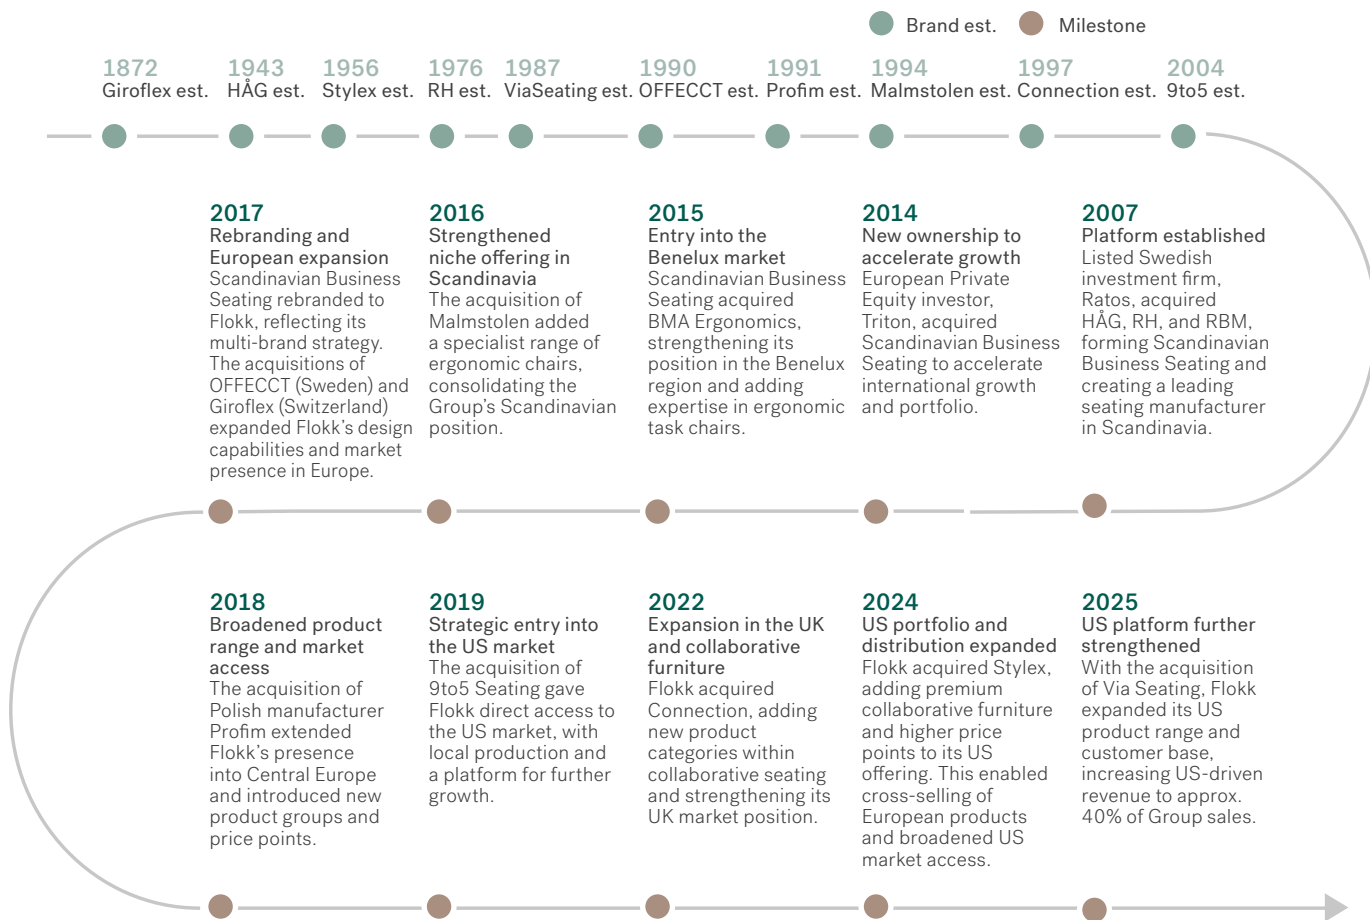 Brand est.
Milestone
1872
Giroflex est.
1943
HÅG est.
1956
Stylex est.
1976
RH est.
1987
ViaSeating est.
1990
OFFECCT est.
1991
Profim est.
1994
Malmstolen est.
1997
Connection est.
2004
9to5 est.
2017
Rebranding and
European expansion
Scandinavian Business
Seating rebranded to
Flokk, reflecting its
multi-brand strategy.
The acquisitions of
OFFECCT (Sweden) and
Giroflex (Switzerland)
expanded Flokk's design
capabilities and market
presence in Europe.
2016
Strengthened
niche offering in
Scandinavia
The acquisition of
Malmstolen added
a specialist range of
ergonomic chairs,
consolidating the
Group's Scandinavian
position.
2015
Entry into the
Benelux market
Scandinavian Business
Seating acquired
BMA Ergonomics,
strengthening its
position in the Benelux
region and adding
expertise in ergonomic
task chairs.
2014
New ownership to
accelerate growth
European Private
Equity investor,
Triton, acquired
Scandinavian Business
Seating to accelerate
international growth
and portfolio.
2007
Platform established
Listed Swedish
investment firm,
Ratos, acquired
HÅG, RH, and RBM,
forming Scandinavian
Business Seating and
creating a leading
seating manufacturer
in Scandinavia.
2018
Broadened product
range and market
access
The acquisition of
Polish manufacturer
Profim extended
Flokk's presence
into Central Europe
and introduced new
product groups and
price points.
2019
Strategic entry into
the US market
The acquisition of
9to5 Seating gave
Flokk direct access to
the US market, with
local production and
a platform for further
growth.
2022
Expansion in the UK
and collaborative
furniture
Flokk acquired
Connection, adding
new product
categories within
collaborative seating
and strengthening its
UK market position.
2024
US portfolio and
distribution expanded
Flokk acquired Stylex,
adding premium
collaborative furniture
and higher price
points to its US
offering. This enabled
cross-selling of
European products
and broadened US
market access.
2025
US platform further
strengthened
With the acquisition
of Via Seating, Flokk
expanded its US
product range and
customer base,
increasing US-driven
revenue to approx.
40% of Group sales.